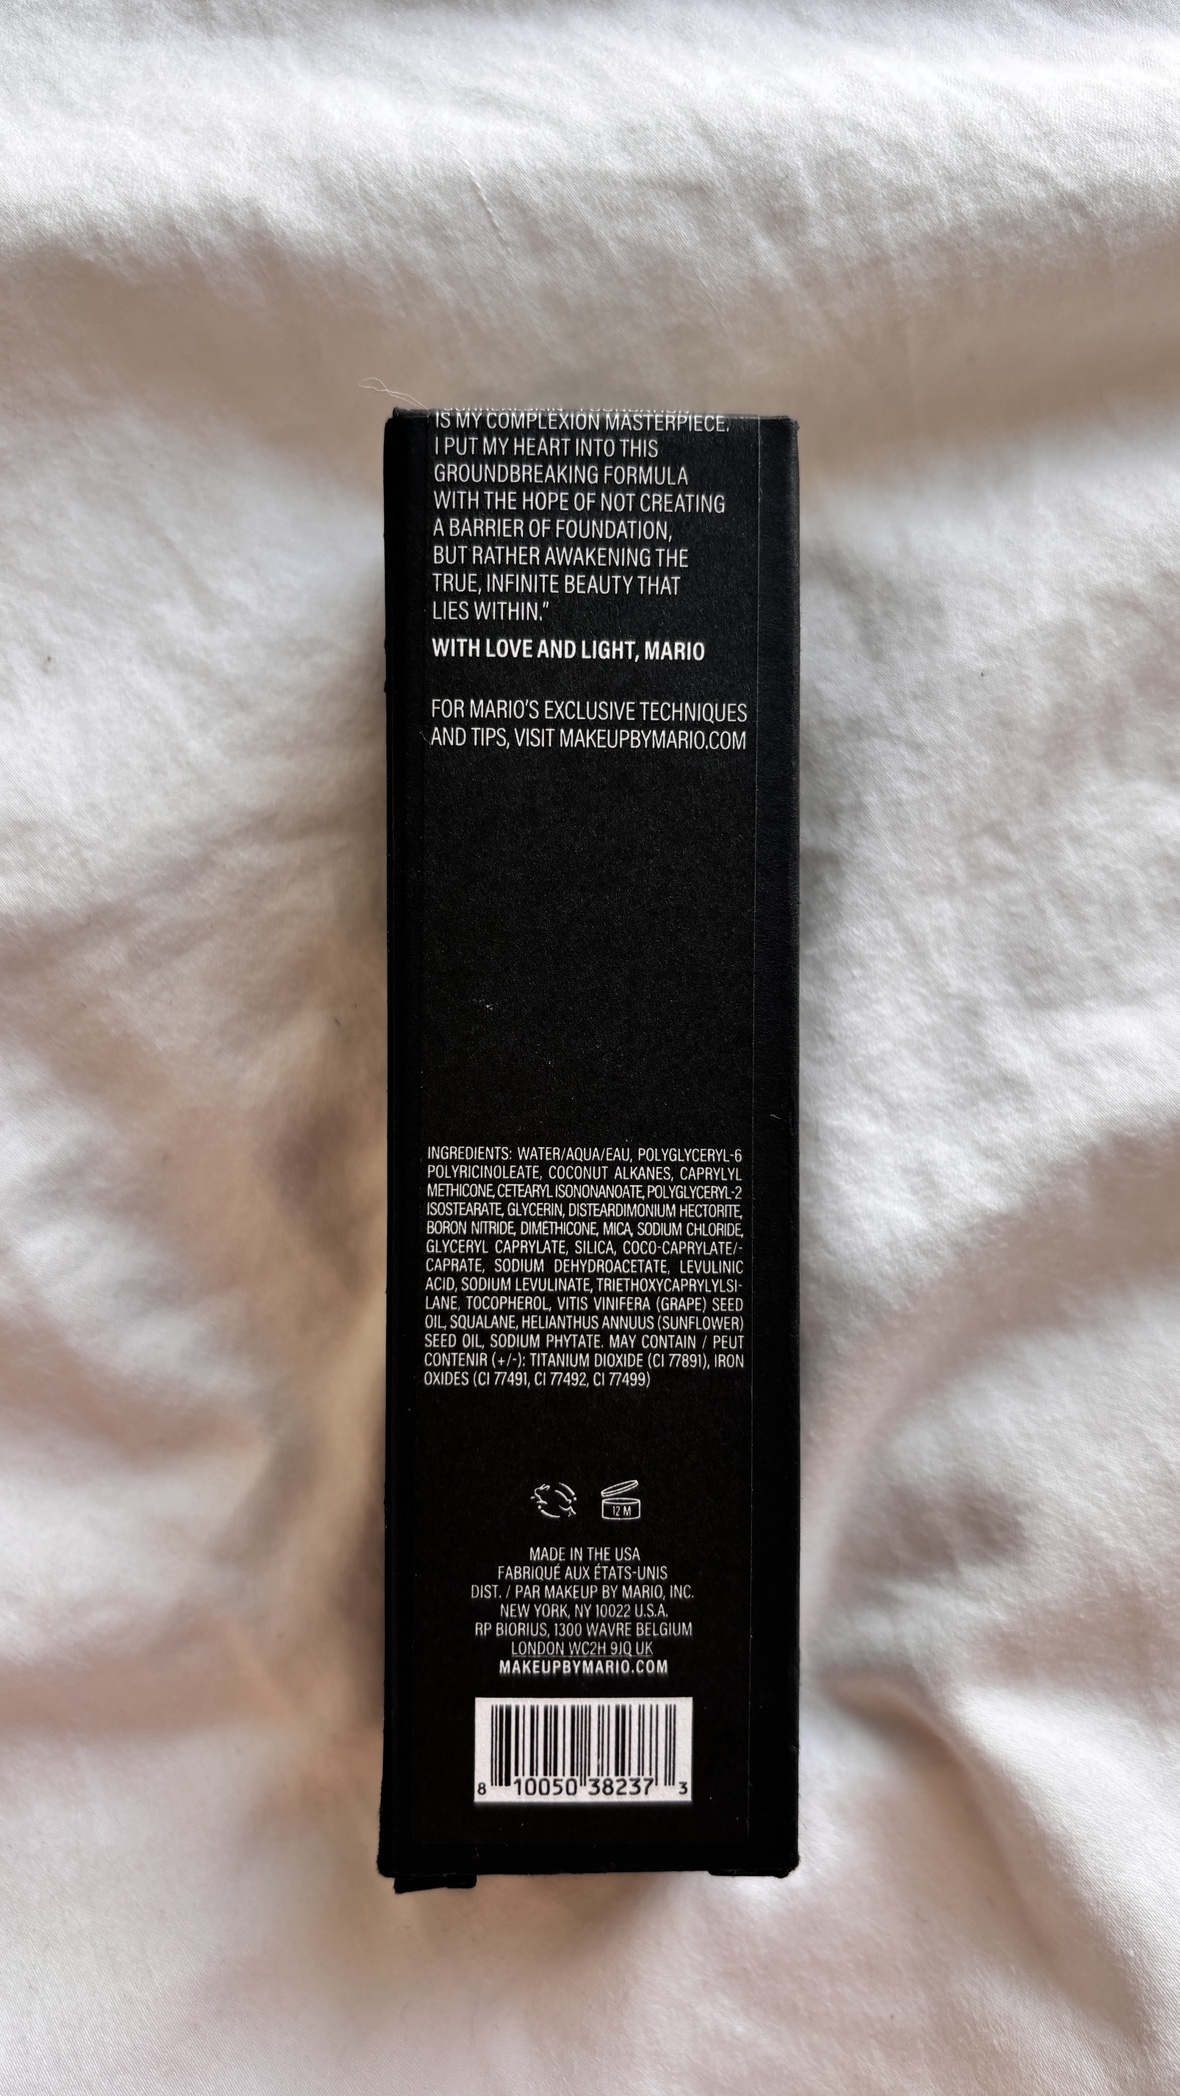 IS MY COMPLEXION MASTERPIECE.
I PUT MY HEART INTO THIS
GROUNDBREAKING FORMULA
WITH THE HOPE OF NOT CREATING
A BARRIER OF FOUNDATION,
BUT RATHER AWAKENING THE
TRUE, INFINITE BEAUTY THAT
LIES WITHIN.”
WITH LOVE AND LIGHT, MARIO
FOR MARIO’S EXCLUSIVE TECHNIQUES
AND TIPS, VISIT MAKEUPBYMARIO.COM
INGREDIENTS: WATER/AQUA/EAU, POLYGLYCERYL-6
POLYRICINOLEATE, COCONUT ALKANES, CAPRYLYL
METHICONE, CETEARYL ISONONANOATE, POLYGLYCERYL-2
ISOSTEARATE, GLYCERIN, DISTEARDIMONIUM HECTORITE,
BORON NITRIDE, DIMETHICONE, MICA, SODIUM CHLORIDE,
GLYCERYL CAPRYLATE, SILICA, COCO-CAPRYLATE/-
CAPRATE, SODIUM DEHYDROACETATE, LEVULINIC
ACID, SODIUM LEVULINATE, TRIETHOXYCAPRYLYLSI-
LANE, TOCOPHEROL, VITIS VINIFERA (GRAPE) SEED
OIL, SQUALANE, HELIANTHUS ANNUUS (SUNFLOWER)
SEED OIL, SODIUM PHYTATE. MAY CONTAIN / PEUT
CONTENIR (+/-): TITANIUM DIOXIDE (CI 77891), IRON
OXIDES (CI 77491, CI 77492, CI 77499)
12 M
MADE IN THE USA
FABRIQUÉ AUX ÉTATS-UNIS
DIST. / PAR MAKEUP BY MARIO, INC.
NEW YORK, NY 10022 U.S.A.
RP BIORIUS, 1300 WAVRE BELGIUM
LONDON WC2H 9JQ UK
MAKEUPBYMARIO.COM
8 10050 38237 3